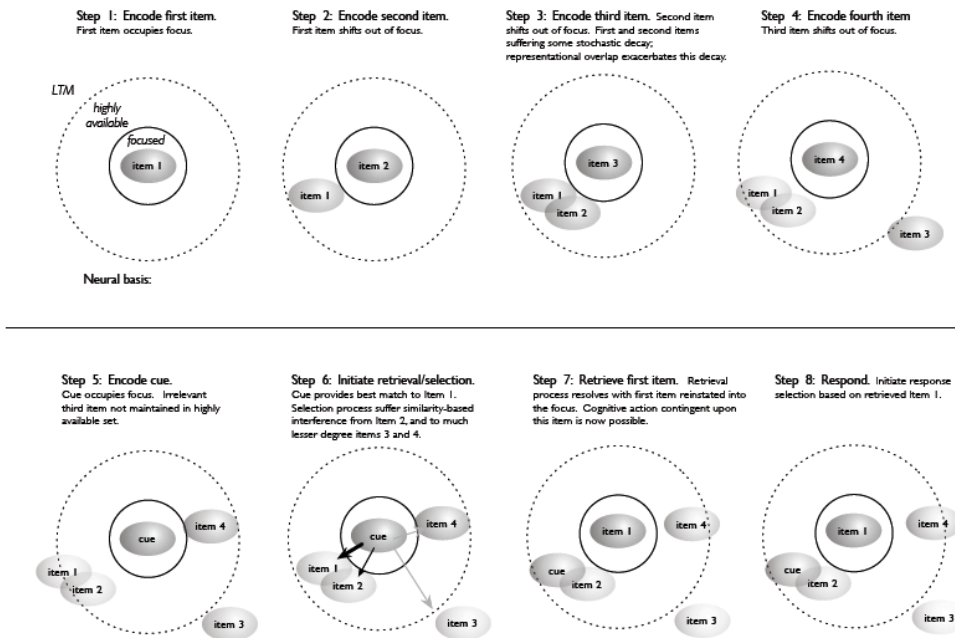 Step 1: Encode first item.
First item occupies focus.
LTM
highly
available
focused
item 1
Neural basis:
Step 2: Encode second item.
First item shifts out of focus.
item 2
item 1
Step 3: Encode third item. Second item
shifts out of focus. First and second items
suffering some stochastic decay;
representational overlap exacerbates this decay.
item 3
item 1
item 2
Step 4: Encode fourth item
Third item shifts out of focus.
item 4
item 1
item 2
item 3
Step 5: Encode cue.
Cue occupies focus. Irrelevant
third item not maintained in highly
available set.
cue
item 4
item 1
item 2
item 3
Step 6: Initiate retrieval/selection.
Cue provides best match to Item 1.
Selection process suffer similarity-based
interference from Item 2, and to much
lesser degree items 3 and 4.
cue
item 4
item 1
item 2
item 3
Step 7: Retrieve first item. Retrieval
process resolves with first item reinstated into
the focus. Cognitive action contingent upon
this item is now possible.
item 1
item 4
cue
item 2
item 3
Step 8: Respond. Initiate response
selection based on retrieved Item 1.
item 1
item 4
cue
item 2
item 3